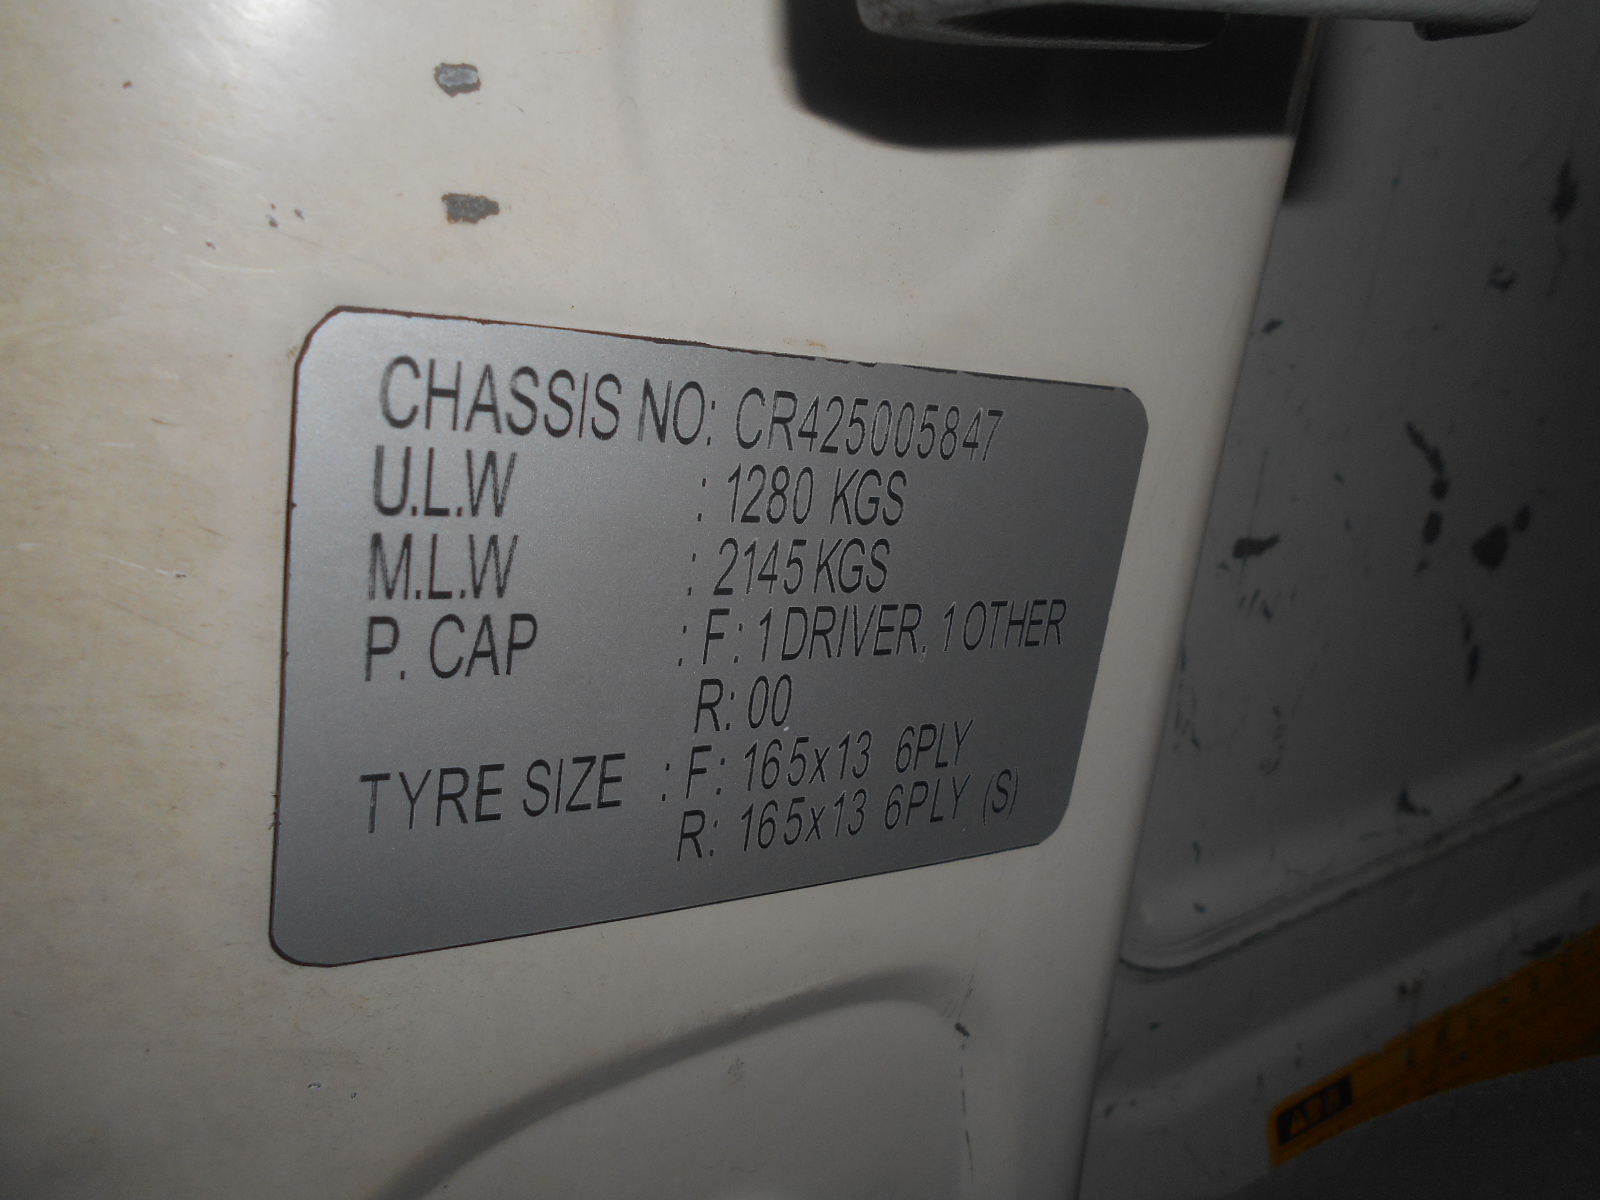 CHASSIS NO: CR425005847
U.L.W : 1280 KGS
M.L.W : 2145 KGS
P. CAP : F: 1 DRIVER, 1 OTHER
R: 00
TYRE SIZE : F: 165x13 6PLY
R: 165x13 6PLY (S)